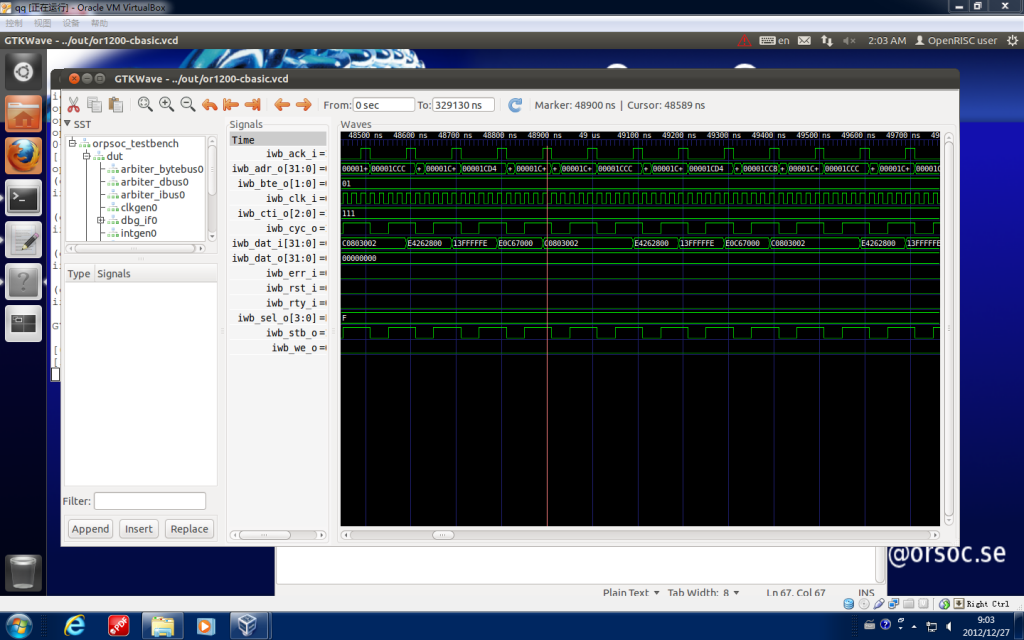 qq [正在运行] - Oracle VM VirtualBox
控制 视图 设备 帮助
GTKWave - ../out/or1200-cbasic.vcd
en 2:03 AM OpenRISC user
GTKWave - ../out/or1200-cbasic.vcd
From: 0 sec To: 329130 ns Marker: 48900 ns | Cursor: 48589 ns
SST
orpsoc_testbench
dut
arbiter_bytebus0
arbiter_dbus0
arbiter_ibus0
clkgen0
dbg_if0
intgen0
Type Signals
Filter:
Append Insert Replace
Signals
Time
iwb_ack_i =
iwb_adr_o[31:0] =
iwb_bte_o[1:0] =
iwb_clk_i =
iwb_cti_o[2:0] =
iwb_cyc_o =
iwb_dat_i[31:0] =
iwb_dat_o[31:0] =
iwb_err_i =
iwb_rst_i =
iwb_rty_i =
iwb_sel_o[3:0] =
iwb_stb_o =
iwb_we_o =
Waves
48500 ns 48600 ns 48700 ns 48800 ns 48900 ns 49 us 49100 ns 49200 ns 49300 ns 49400 ns 49500 ns 49600 ns 49700 ns 49
00001+ 00001CCC + 00001C+ 00001CD4 + 00001C+ + 00001C+ 00001CCC + 00001C+ 00001CD4 + 00001CC8 + 00001C+ 00001CCC + 00001C+ 00001C
01
111
C0803002 E4262800 13FFFFFE E0C67000 C0803002 E4262800 13FFFFFE E0C67000 C0803002 E4262800 13FFFFFE
00000000
F
@orsoc.se
Plain Text Tab Width: 8 Ln 67, Col 67 INS
Right Ctrl
PDF
9:03
2012/12/27